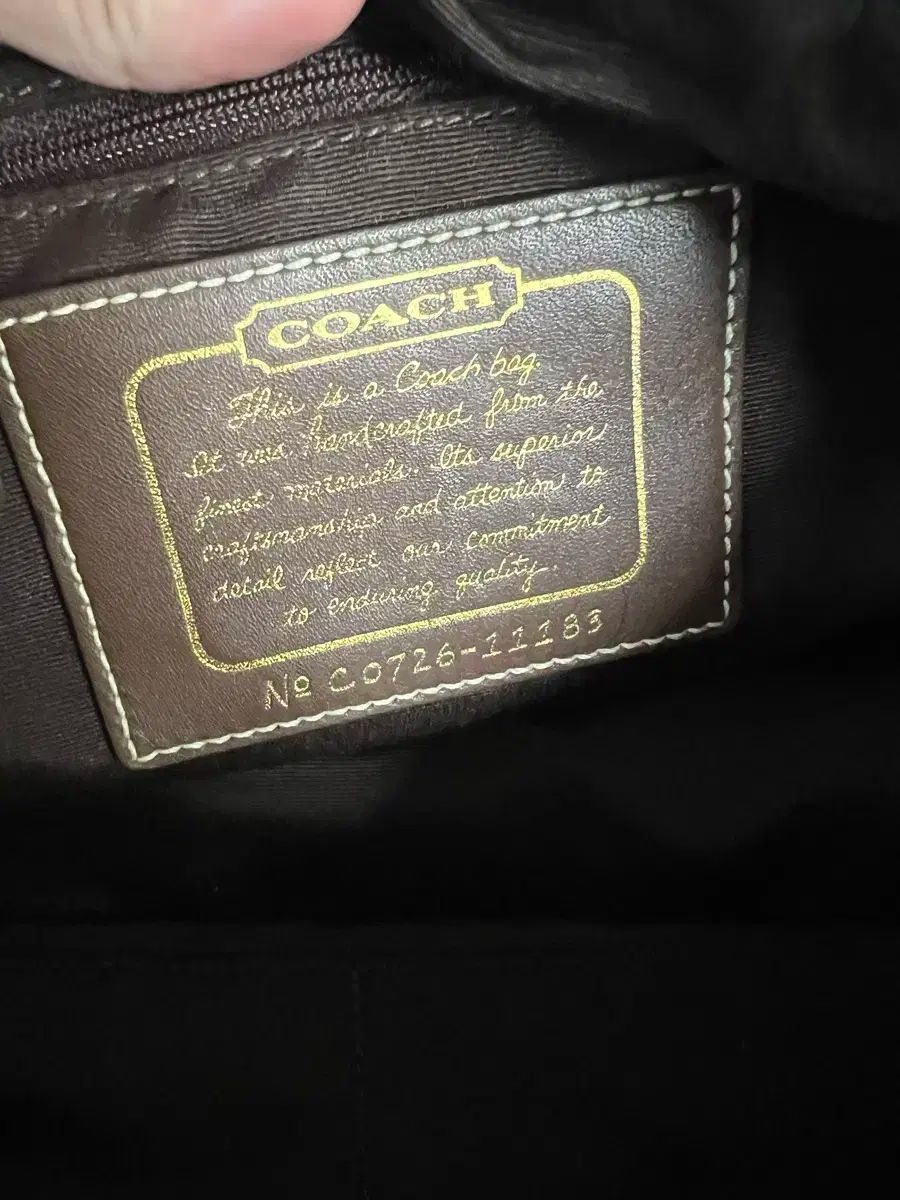 COACH
This is a Coach bag.
It was handcrafted from the
finest materials. Its superior
craftsmanship and attention to
detail reflect our commitment
to enduring quality.
Nº C0726-11183